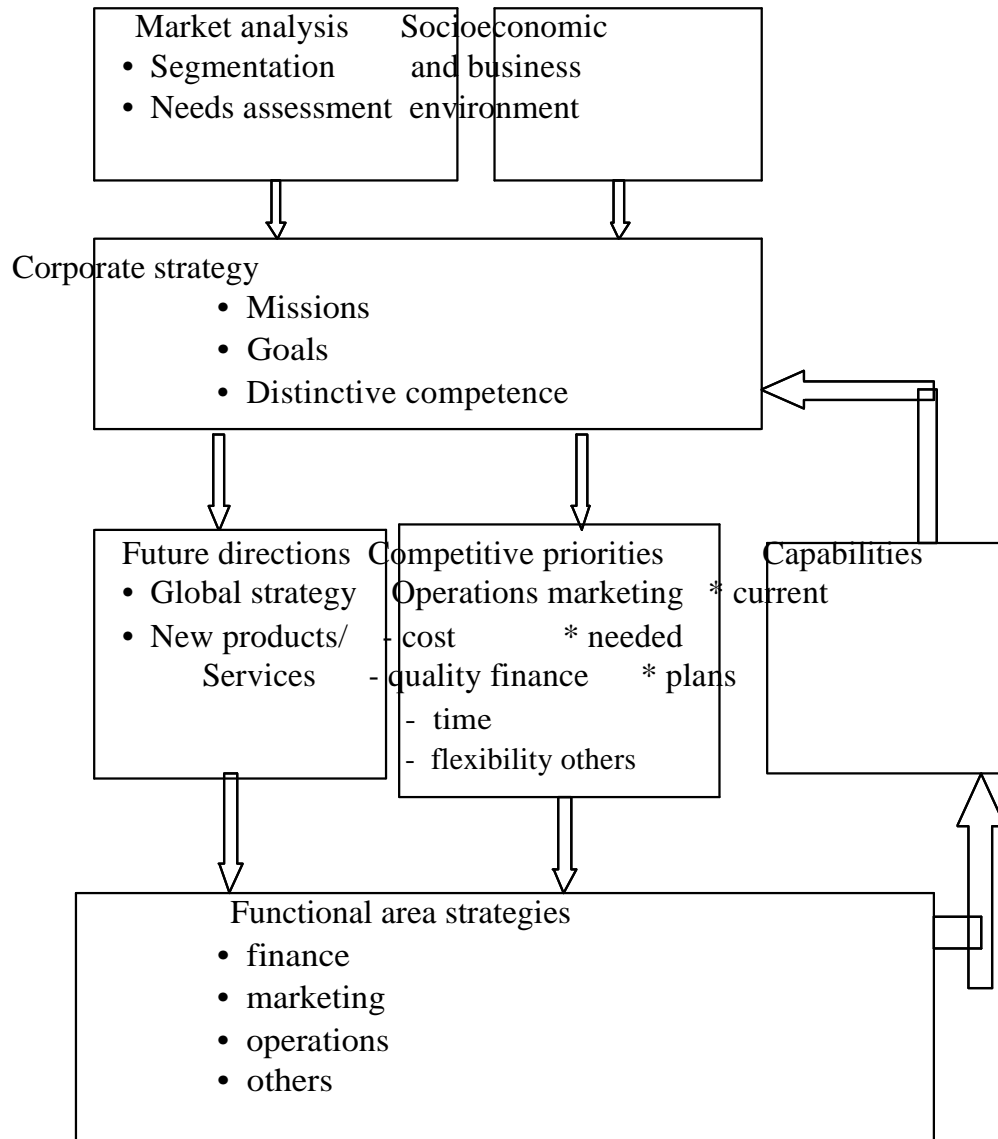 Market analysis Socioeconomic
• Segmentation and business
• Needs assessment environment
Corporate strategy
• Missions
• Goals
• Distinctive competence
Future directions Competitive priorities Capabilities
• Global strategy Operations marketing * current
• New products/ - cost * needed
Services - quality finance * plans
- time
- flexibility others
Functional area strategies
• finance
• marketing
• operations
• others